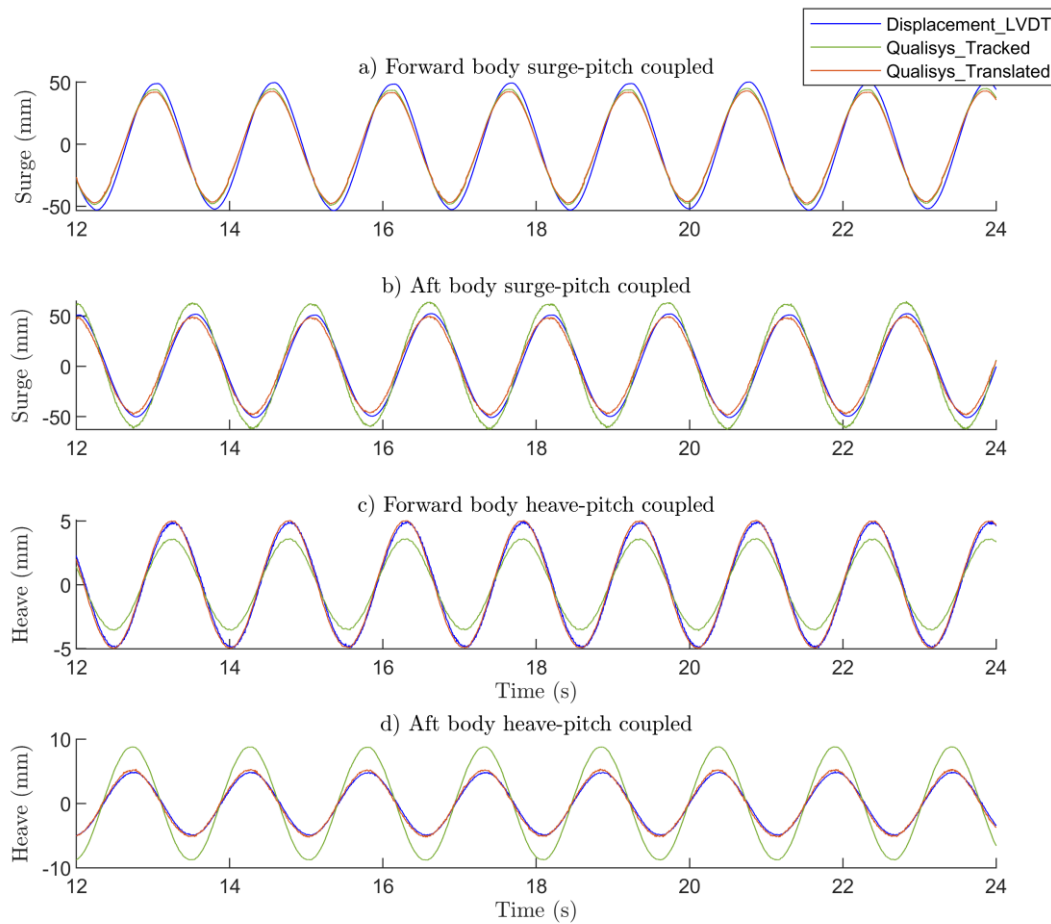 Displacement_LVDT
Qualisys_Tracked
Qualisys_Translated
a) Forward body surge-pitch coupled
Surge (mm)
50
0
-50
12 14 16 18 20 22 24
b) Aft body surge-pitch coupled
Surge (mm)
50
0
-50
12 14 16 18 20 22 24
c) Forward body heave-pitch coupled
Heave (mm)
5
0
-5
12 14 16 18 20 22 24
Time (s)
d) Aft body heave-pitch coupled
Heave (mm)
10
0
-10
12 14 16 18 20 22 24
Time (s)